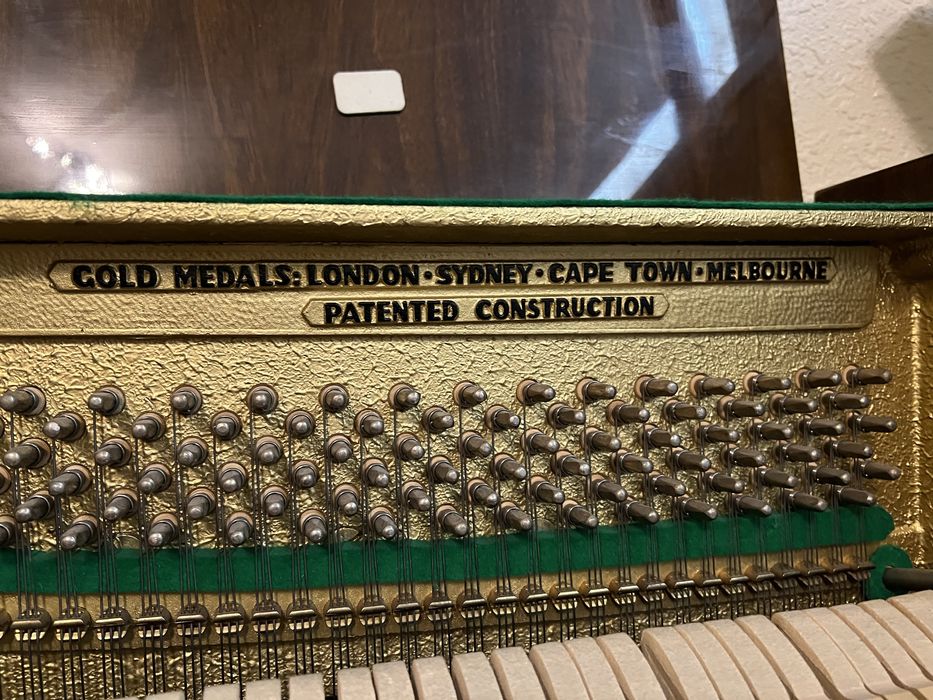 GOLD MEDALS: LONDON · SYDNEY · CAPE TOWN · MELBOURNE
PATENTED CONSTRUCTION